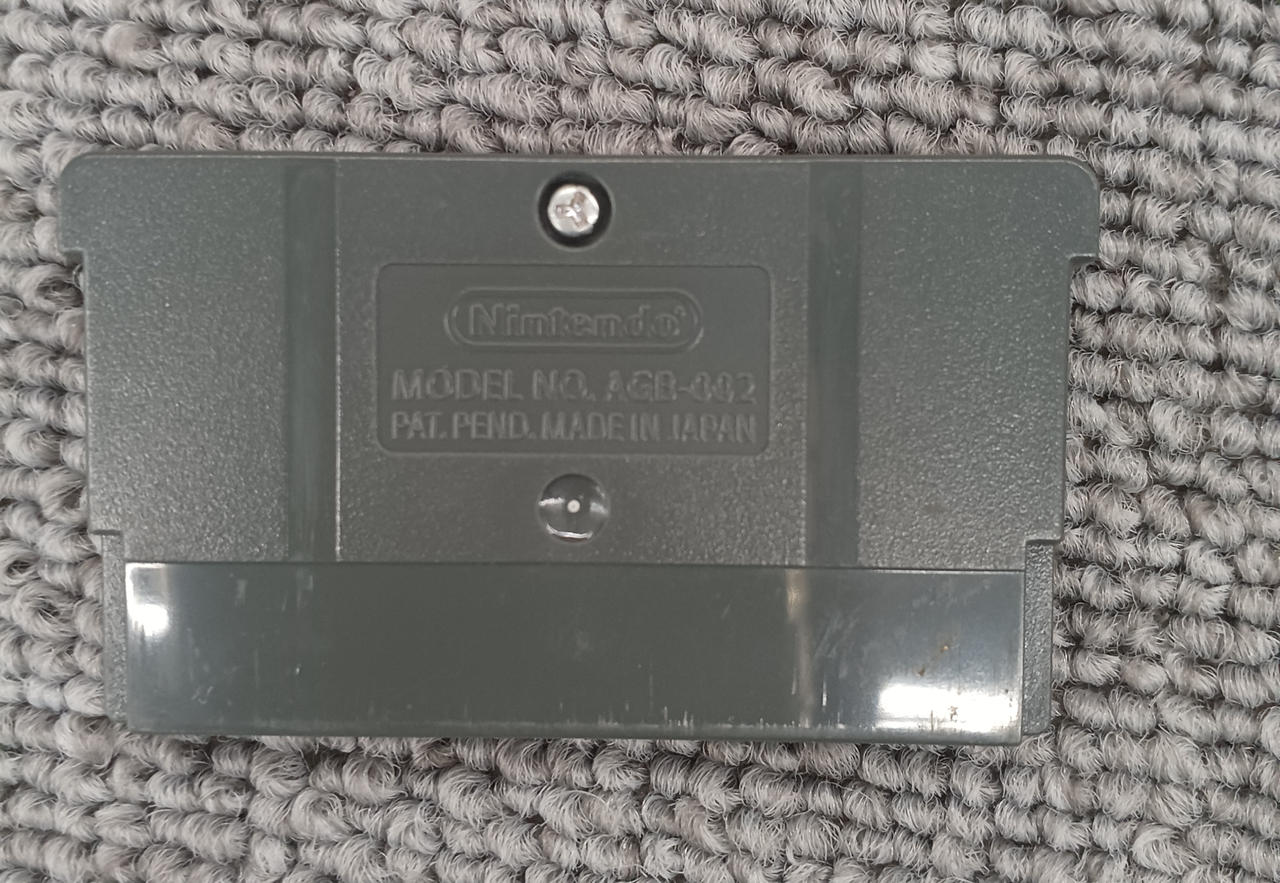 Nintendo®
MODEL NO. AGB-002
PAT. PEND. MADE IN JAPAN